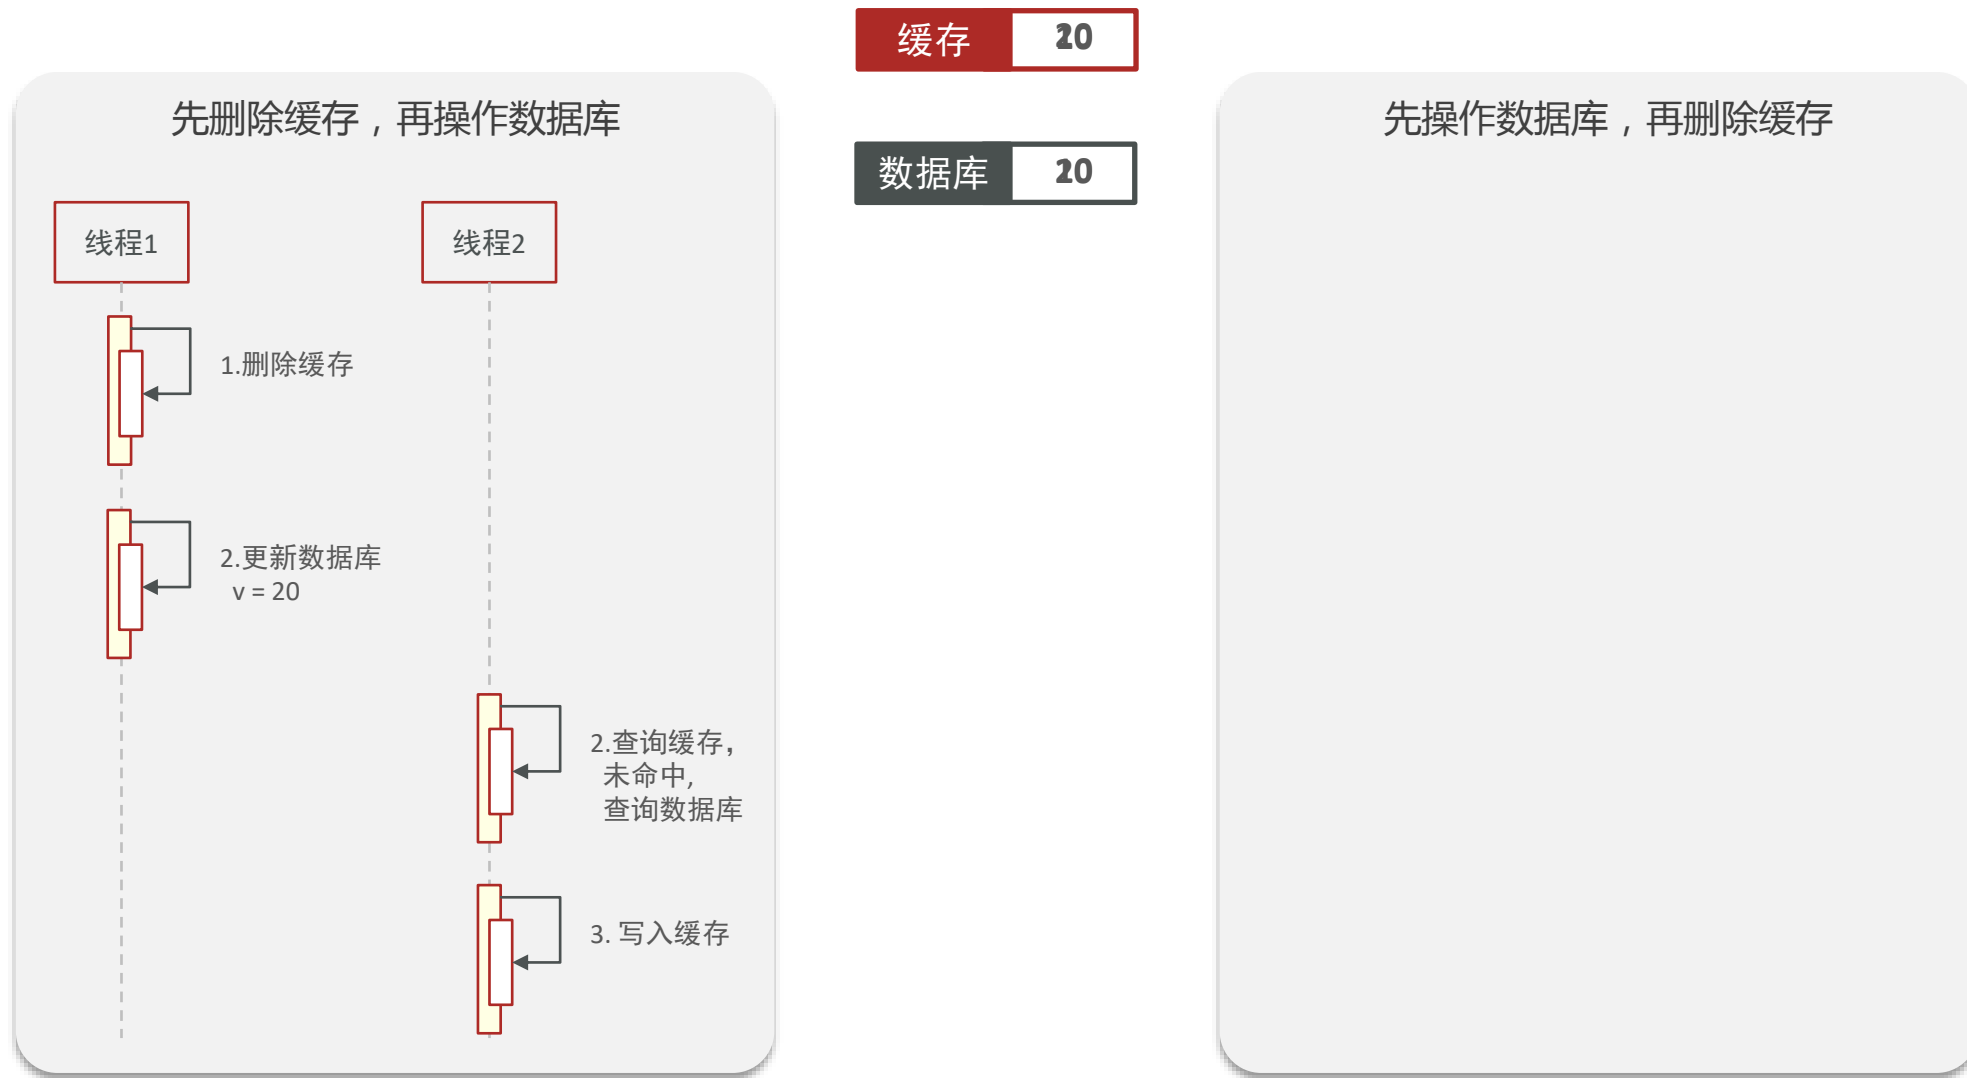 缓存
20
先删除缓存，再操作数据库
先操作数据库，再删除缓存
数据库
20
线程1
线程2
1.删除缓存
2.更新数据库
v = 20
2.查询缓存，
未命中,
查询数据库
3. 写入缓存